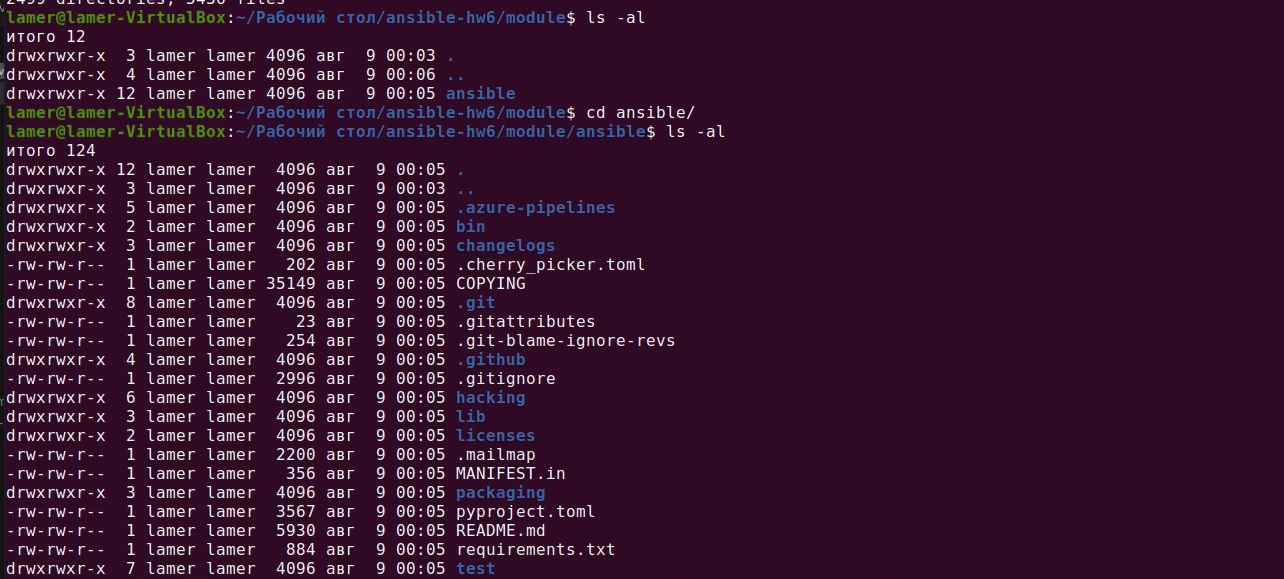 2499 directories, 5450 files
lamer@lamer-VirtualBox:~/Рабочий стол/ansible-hw6/module$ ls -al
итого 12
drwxrwxr-x  3 lamer lamer 4096 авг  9 00:03 .
drwxrwxr-x  4 lamer lamer 4096 авг  9 00:06 ..
drwxrwxr-x 12 lamer lamer 4096 авг  9 00:05 ansible
lamer@lamer-VirtualBox:~/Рабочий стол/ansible-hw6/module$ cd ansible/
lamer@lamer-VirtualBox:~/Рабочий стол/ansible-hw6/module/ansible$ ls -al
итого 124
drwxrwxr-x 12 lamer lamer  4096 авг  9 00:05 .
drwxrwxr-x  3 lamer lamer  4096 авг  9 00:03 ..
drwxrwxr-x  5 lamer lamer  4096 авг  9 00:05 .azure-pipelines
drwxrwxr-x  2 lamer lamer  4096 авг  9 00:05 bin
drwxrwxr-x  3 lamer lamer  4096 авг  9 00:05 changelogs
-rw-rw-r--  1 lamer lamer   202 авг  9 00:05 .cherry_picker.toml
-rw-rw-r--  1 lamer lamer 35149 авг  9 00:05 COPYING
drwxrwxr-x  8 lamer lamer  4096 авг  9 00:05 .git
-rw-rw-r--  1 lamer lamer    23 авг  9 00:05 .gitattributes
-rw-rw-r--  1 lamer lamer   254 авг  9 00:05 .git-blame-ignore-revs
drwxrwxr-x  4 lamer lamer  4096 авг  9 00:05 .github
-rw-rw-r--  1 lamer lamer  2996 авг  9 00:05 .gitignore
drwxrwxr-x  6 lamer lamer  4096 авг  9 00:05 hacking
drwxrwxr-x  3 lamer lamer  4096 авг  9 00:05 lib
drwxrwxr-x  2 lamer lamer  4096 авг  9 00:05 licenses
-rw-rw-r--  1 lamer lamer  2200 авг  9 00:05 .mailmap
-rw-rw-r--  1 lamer lamer   356 авг  9 00:05 MANIFEST.in
drwxrwxr-x  3 lamer lamer  4096 авг  9 00:05 packaging
-rw-rw-r--  1 lamer lamer  3567 авг  9 00:05 pyproject.toml
-rw-rw-r--  1 lamer lamer  5930 авг  9 00:05 README.md
-rw-rw-r--  1 lamer lamer   884 авг  9 00:05 requirements.txt
drwxrwxr-x  7 lamer lamer  4096 авг  9 00:05 test